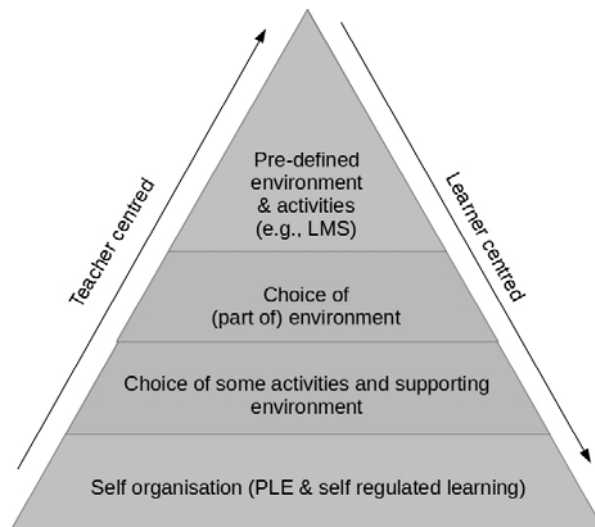 Pre-defined
environment
& activities
(e.g., LMS)
Teacher centred
Learner centred
Choice of
(part of) environment
Choice of some activities and supporting
environment
Self organisation (PLE & self regulated learning)